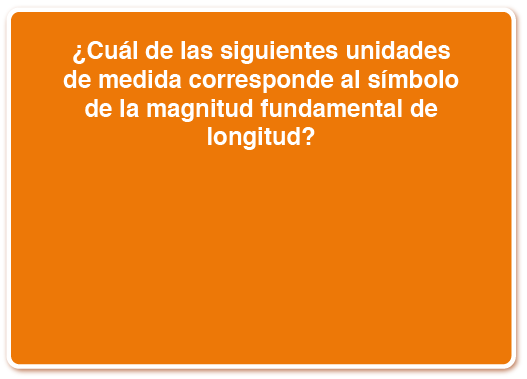 ¿Cuál de las siguientes unidades
de medida corresponde al símbolo
de la magnitud fundamental de
longitud?